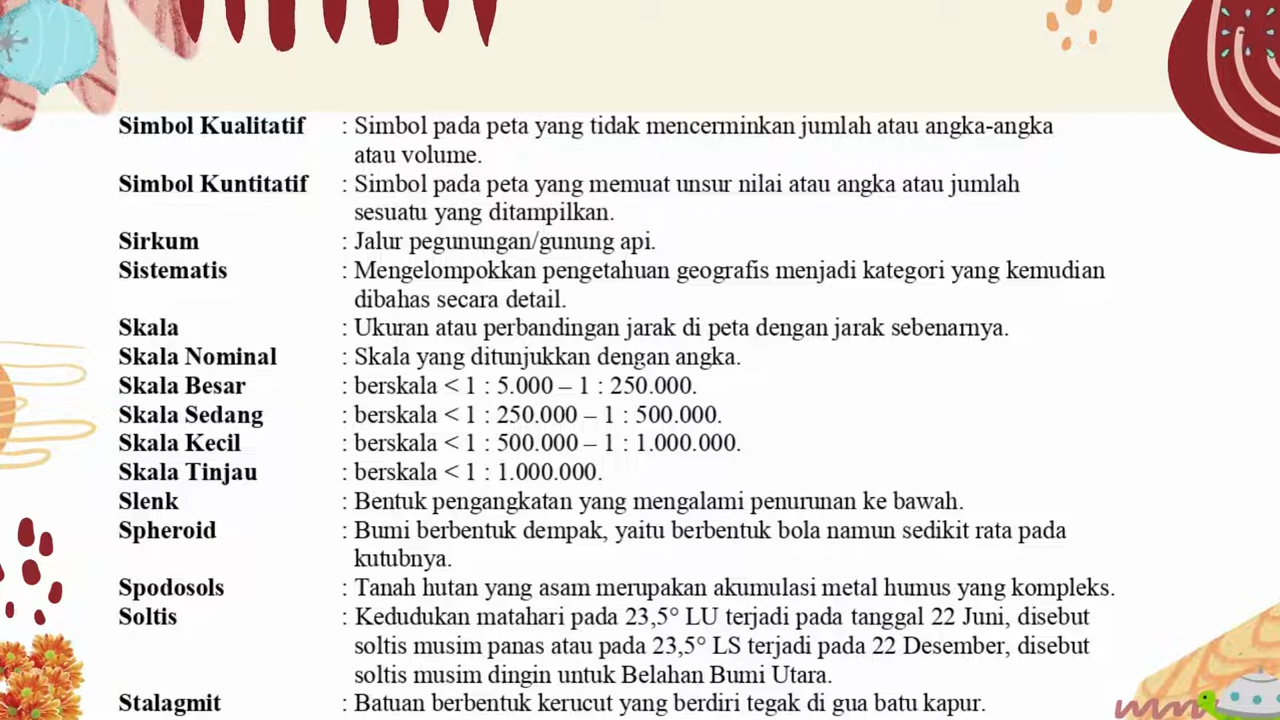 Simbol Kualitatif : Simbol pada peta yang tidak mencerminkan jumlah atau angka-angka
atau volume.
Simbol Kuntitatif : Simbol pada peta yang memuat unsur nilai atau angka atau jumlah
sesuatu yang ditampilkan.
Sirkum : Jalur pegunungan/gunung api.
Sistematis : Mengelompokkan pengetahuan geografis menjadi kategori yang kemudian
dibahas secara detail.
Skala : Ukuran atau perbandingan jarak di peta dengan jarak sebenarnya.
Skala Nominal : Skala yang ditunjukkan dengan angka.
Skala Besar : berskala < 1 : 5.000 – 1 : 250.000.
Skala Sedang : berskala < 1 : 250.000 – 1 : 500.000.
Skala Kecil : berskala < 1 : 500.000 – 1 : 1.000.000.
Skala Tinjau : berskala < 1 : 1.000.000.
Slenk : Bentuk pengangkatan yang mengalami penurunan ke bawah.
Spheroid : Bumi berbentuk dempak, yaitu berbentuk bola namun sedikit rata pada
kutubnya.
Spodosols : Tanah hutan yang asam merupakan akumulasi metal humus yang kompleks.
Soltis : Kedudukan matahari pada 23,5° LU terjadi pada tanggal 22 Juni, disebut
soltis musim panas atau pada 23,5° LS terjadi pada 22 Desember, disebut
soltis musim dingin untuk Belahan Bumi Utara.
Stalagmit : Batuan berbentuk kerucut yang berdiri tegak di gua batu kapur.